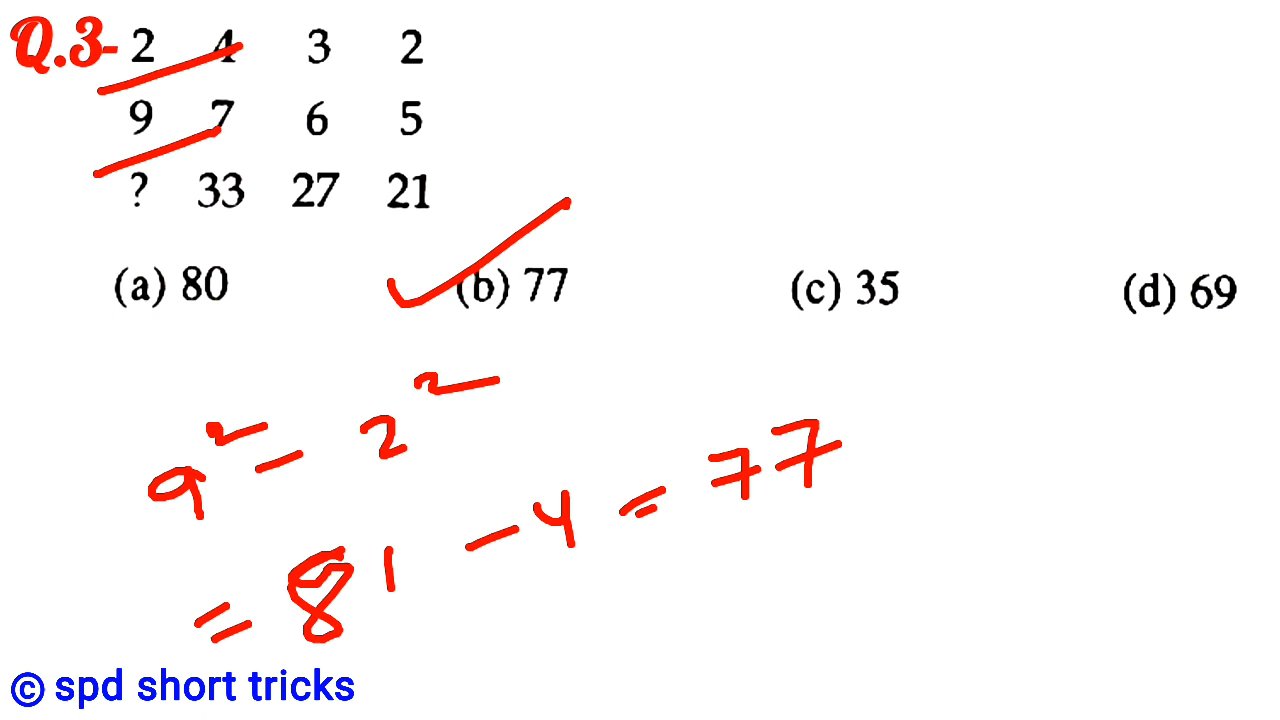 Q.3- 2 4 3 2
9 7 6 5
? 33 27 21
(a) 80 (b) 77 (c) 35 (d) 69
9² - 2²
= 81 - 4 = 77
© spd short tricks